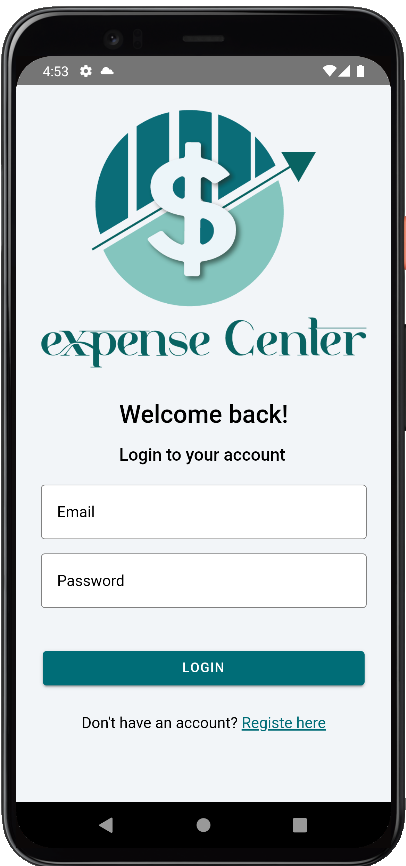 4:53
$
expense Center
Welcome back!
Login to your account
Email
Password
LOGIN
Don't have an account? Registe here